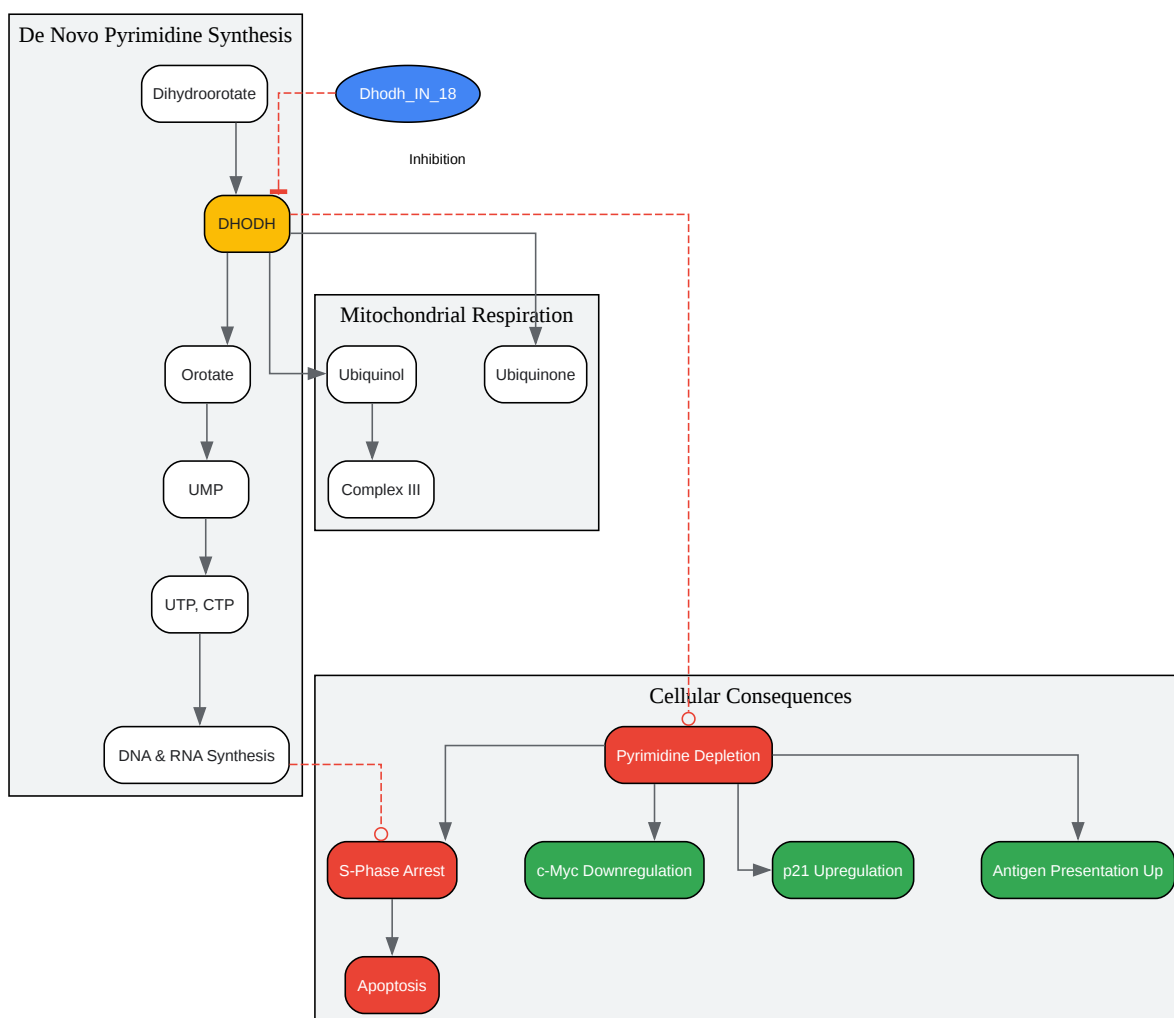 De Novo Pyrimidine Synthesis
Dihydroorotate
Dhodh_IN_18
Inhibition
DHODH
Mitochondrial Respiration
Orotate
Ubiquinol
Ubiquinone
UMP
Complex III
UTP, CTP
Cellular Consequences
DNA & RNA Synthesis
Pyrimidine Depletion
S-Phase Arrest
c-Myc Downregulation
p21 Upregulation
Antigen Presentation Up
Apoptosis